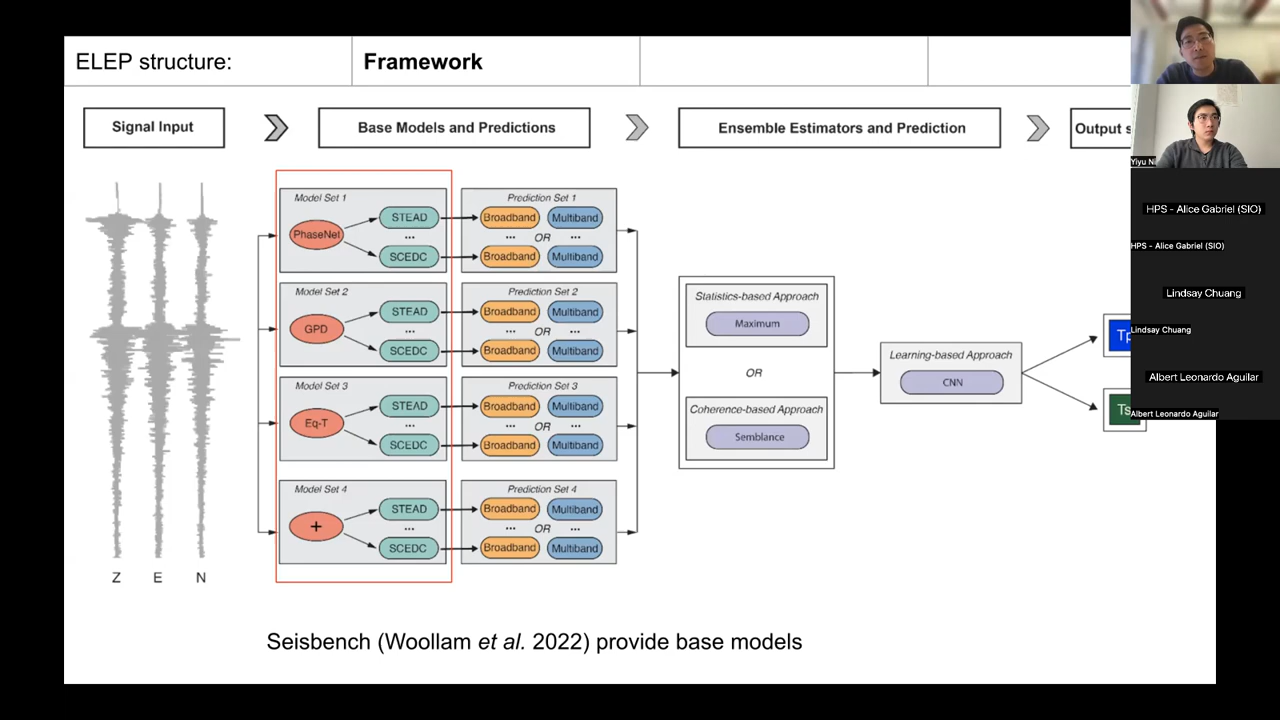 ELEP structure:
Framework
Signal Input
Base Models and Predictions
Ensemble Estimators and Prediction
Output s
Model Set 1
PhaseNet
STEAD
...
SCEDC
Prediction Set 1
Broadband
Multiband
... OR ...
Broadband
Multiband
Model Set 2
GPD
STEAD
...
SCEDC
Prediction Set 2
Broadband
Multiband
... OR ...
Broadband
Multiband
Model Set 3
Eq-T
STEAD
...
SCEDC
Prediction Set 3
Broadband
Multiband
... OR ...
Broadband
Multiband
Model Set 4
+
STEAD
...
SCEDC
Prediction Set 4
Broadband
Multiband
... OR ...
Broadband
Multiband
Statistics-based Approach
Maximum
OR
Coherence-based Approach
Semblance
Learning-based Approach
CNN
Tp
Ts
Z
E
N
Seisbench (Woollam et al. 2022) provide base models
Yiyu Ni
HPS - Alice Gabriel (SIO)
HPS - Alice Gabriel (SIO)
Lindsay Chuang
Lindsay Chuang
Albert Leonardo Aguilar
Albert Leonardo Aguilar